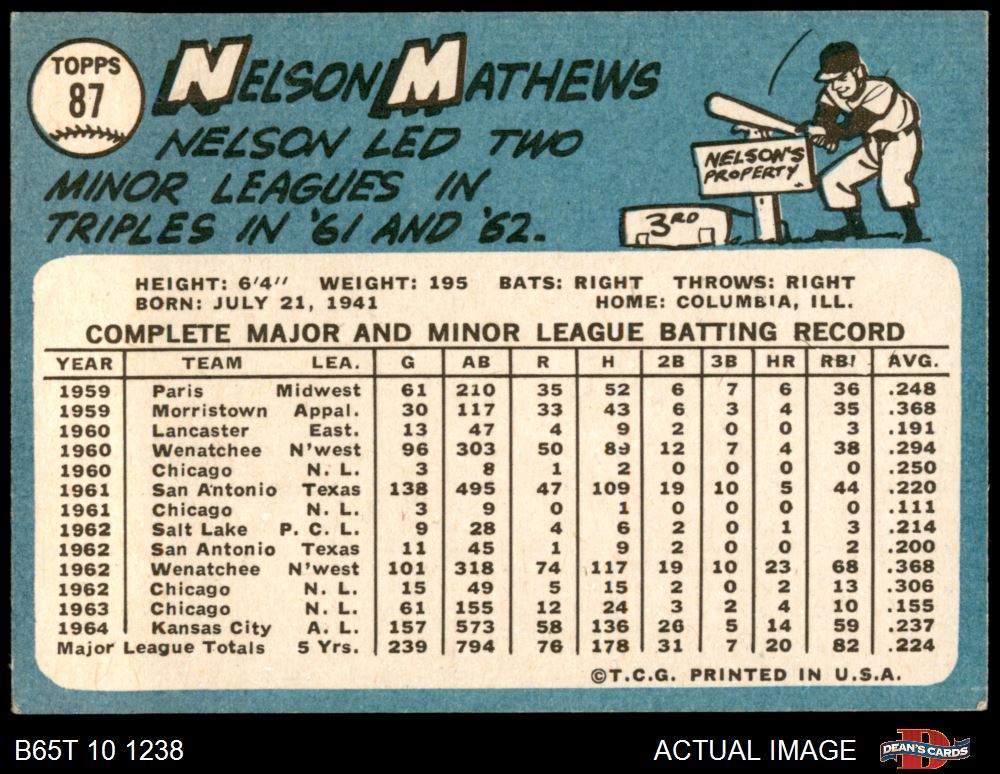 TOPPS
87
NELSON MATHEWS
NELSON LED TWO
MINOR LEAGUES IN
TRIPLES IN '61 AND '62.
NELSON'S
PROPERTY
3RD
HEIGHT: 6'4" WEIGHT: 195 BATS: RIGHT THROWS: RIGHT
BORN: JULY 21, 1941 HOME: COLUMBIA, ILL.
COMPLETE MAJOR AND MINOR LEAGUE BATTING RECORD
YEAR TEAM LEA. G AB R H 2B 3B HR RBI AVG.
1959 Paris Midwest 61 210 35 52 6 7 6 36 .248
1959 Morristown Appal. 30 117 33 43 6 3 4 35 .368
1960 Lancaster East. 13 47 4 9 2 0 0 3 .191
1960 Wenatchee N'west 96 303 50 89 12 7 4 38 .294
1960 Chicago N. L. 3 8 1 2 0 0 0 0 .250
1961 San Antonio Texas 138 495 47 109 19 10 5 44 .220
1961 Chicago N. L. 3 9 0 1 0 0 0 0 .111
1962 Salt Lake P. C. L. 9 28 4 6 2 0 1 3 .214
1962 San Antonio Texas 11 45 1 9 2 0 0 2 .200
1962 Wenatchee N'west 101 318 74 117 19 10 23 68 .368
1962 Chicago N. L. 15 49 5 15 2 0 2 13 .306
1963 Chicago N. L. 61 155 12 24 3 2 4 10 .155
1964 Kansas City A. L. 157 573 58 136 26 5 14 59 .237
Major League Totals 5 Yrs. 239 794 76 178 31 7 20 82 .224
©T.C.G. PRINTED IN U.S.A.
B65T 10 1238 ACTUAL IMAGE DEAN'S CARDS